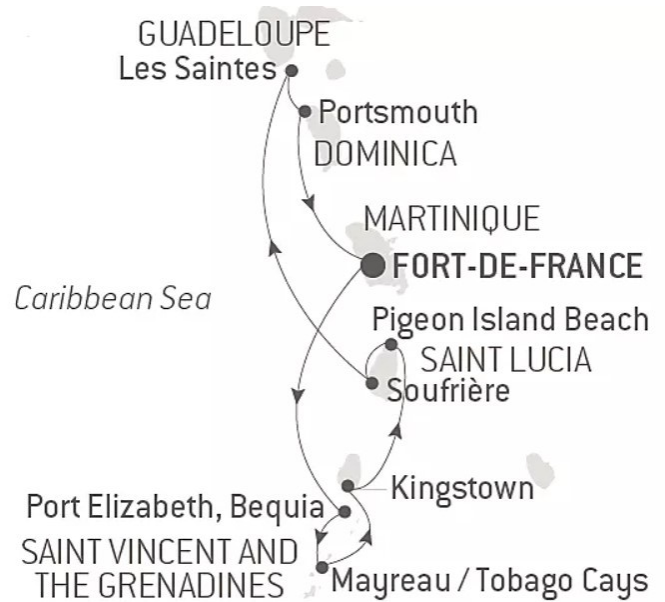 GUADELOUPE
Les Saintes
Portsmouth
DOMINICA
MARTINIQUE
FORT-DE-FRANCE
Caribbean Sea
Pigeon Island Beach
SAINT LUCIA
Soufrière
Kingstown
Port Elizabeth, Bequia
SAINT VINCENT AND
THE GRENADINES
Mayreau / Tobago Cays